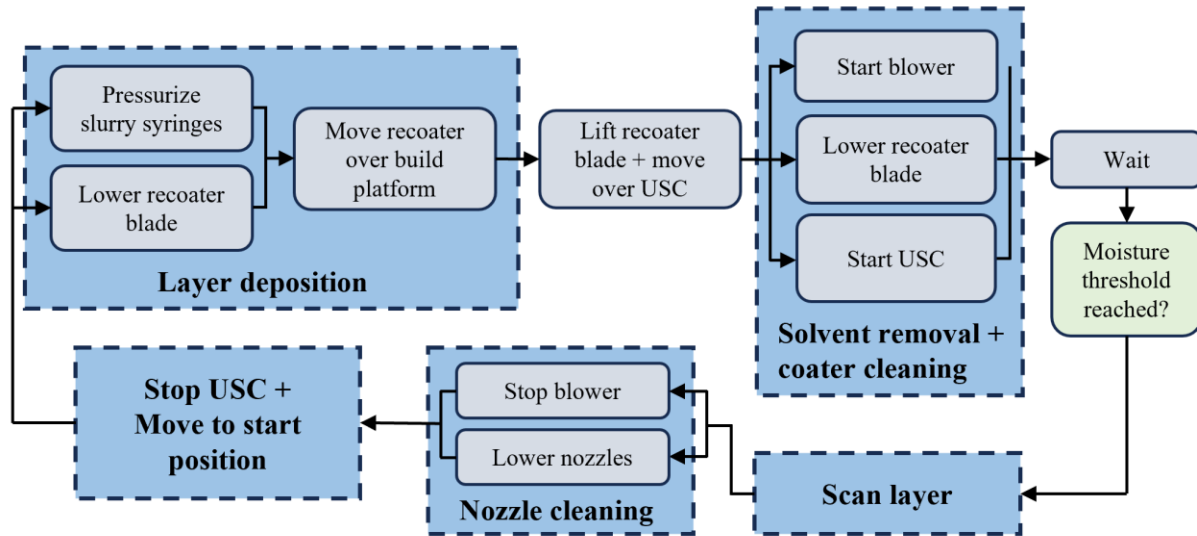 Pressurize
slurry syringes
Lower recoater
blade
Move recoater
over build
platform
Layer deposition
Lift recoater
blade + move
over USC
Start blower
Lower recoater
blade
Start USC
Solvent removal +
coater cleaning
Wait
Moisture
threshold
reached?
Scan layer
Stop blower
Lower nozzles
Nozzle cleaning
Stop USC +
Move to start
position